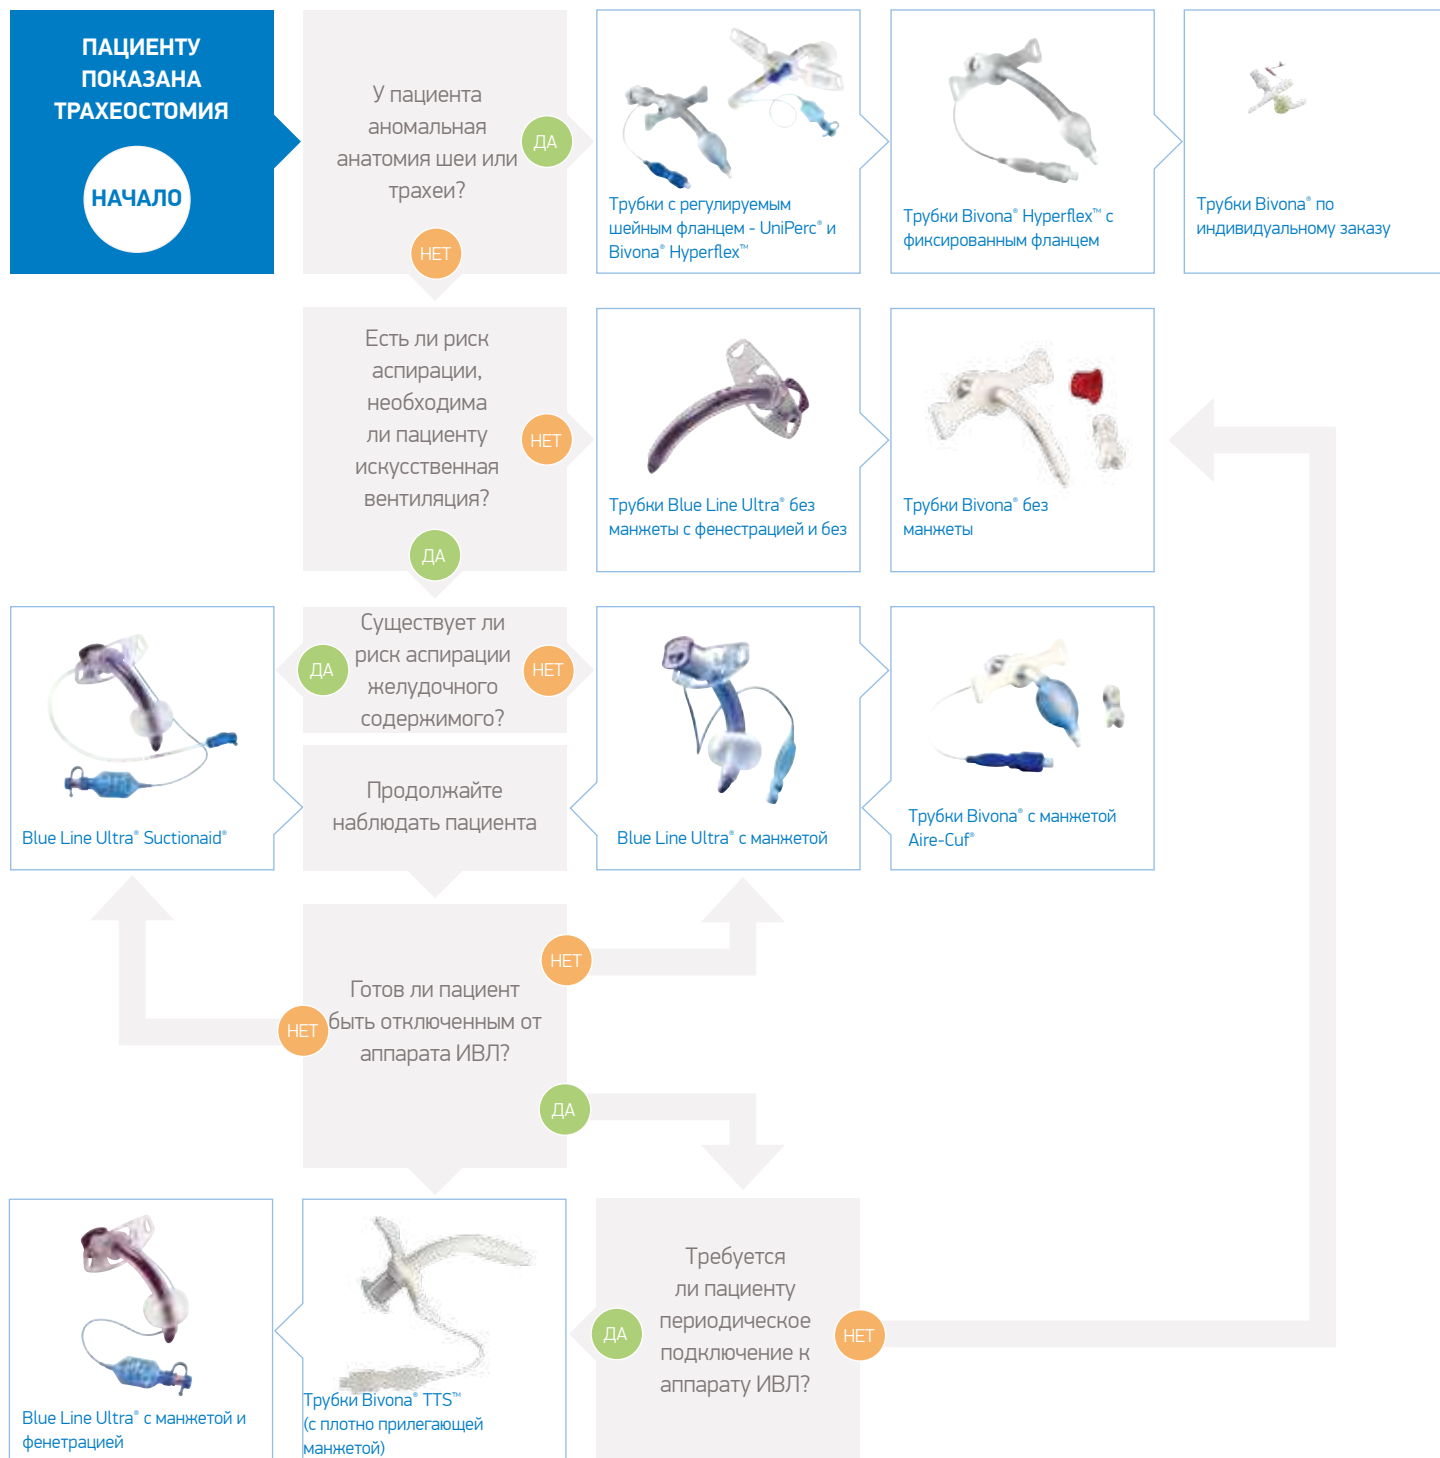 ПАЦИЕНТУ
ПОКАЗАНА
ТРАХЕОСТОМИЯ
НАЧАЛО
У пациента
аномальная
анатомия шеи или
трахеи?
ДА
НЕТ
Трубки с регулируемым
шейным фланцем - UniPerc® и
Bivona® Hyperflex™
Трубки Bivona® Hyperflex™ с
фиксированным фланцем
Трубки Bivona® по
индивидуальному заказу
Есть ли риск
аспирации,
необходима
ли пациенту
искусственная
вентиляция?
НЕТ
ДА
Трубки Blue Line Ultra® без
манжеты с фенестрацией и без
Трубки Bivona® без
манжеты
Существует ли
риск аспирации
желудочного
содержимого?
ДА
НЕТ
Blue Line Ultra® Suctionaid®
Продолжайте
наблюдать пациента
Blue Line Ultra® с манжетой
Трубки Bivona® с манжетой
Aire-Cuf®
Готов ли пациент
быть отключенным от
аппарата ИВЛ?
НЕТ
НЕТ
ДА
Blue Line Ultra® с манжетой и
фенетрацией
Трубки Bivona® TTS™
(с плотно прилегающей
манжетой)
Требуется
ли пациенту
периодическое
подключение к
аппарату ИВЛ?
ДА
НЕТ